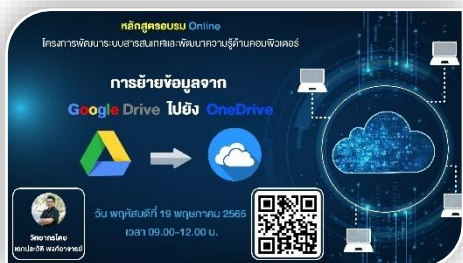 หลักสูตรอบรม Online
โครงการพัฒนาระบบสารสนเทศและพัฒนาความรู้ด้านคอมพิวเตอร์
การย้ายข้อมูลจาก
Google Drive ไปยัง OneDrive
วัน พฤหัสบดีที่ 19 พฤษภาคม 2565
เวลา 09.00-12.00 น.
วิทยากรโดย